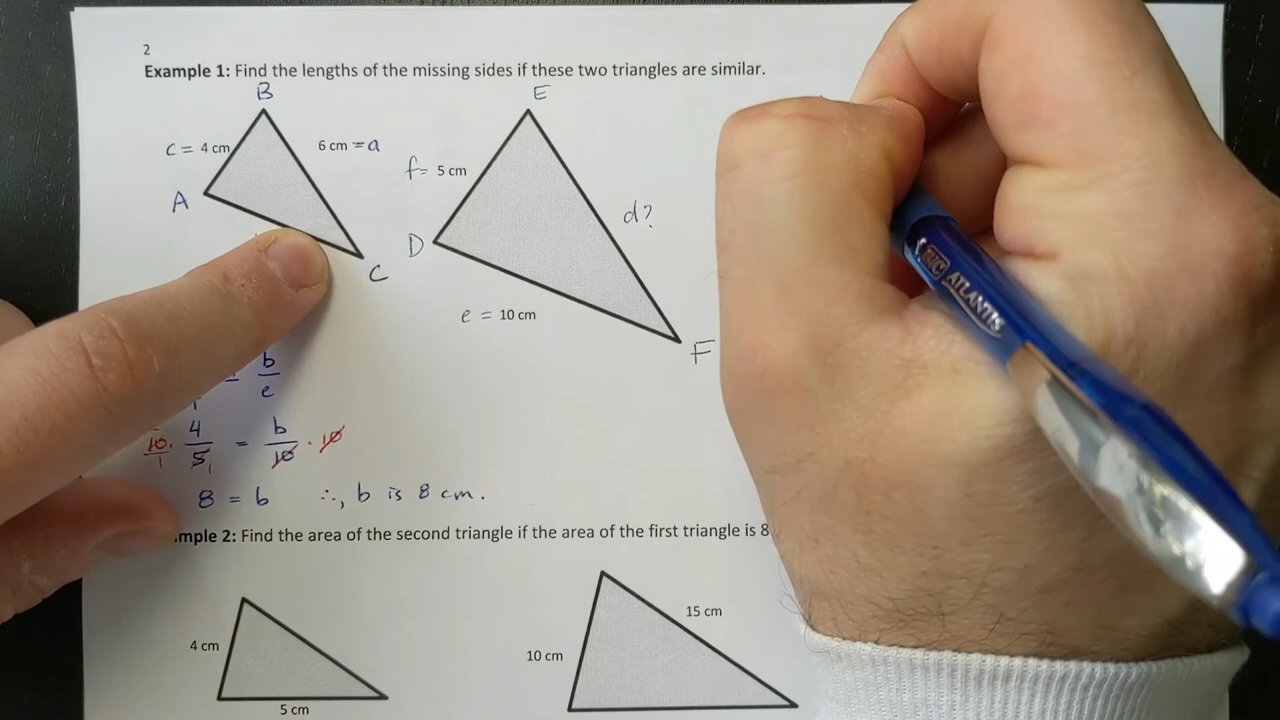 2
Example 1: Find the lengths of the missing sides if these two triangles are similar.
B
E
c = 4 cm
6 cm = a
f = 5 cm
A
d?
D
C
e = 10 cm
F
= b/e
10/1 · 4/5 1 = b/10 · 10
8 = b ∴, b is 8 cm.
mple 2: Find the area of the second triangle if the area of the first triangle is 8
15 cm
4 cm
10 cm
5 cm
BIC ATLANTIS